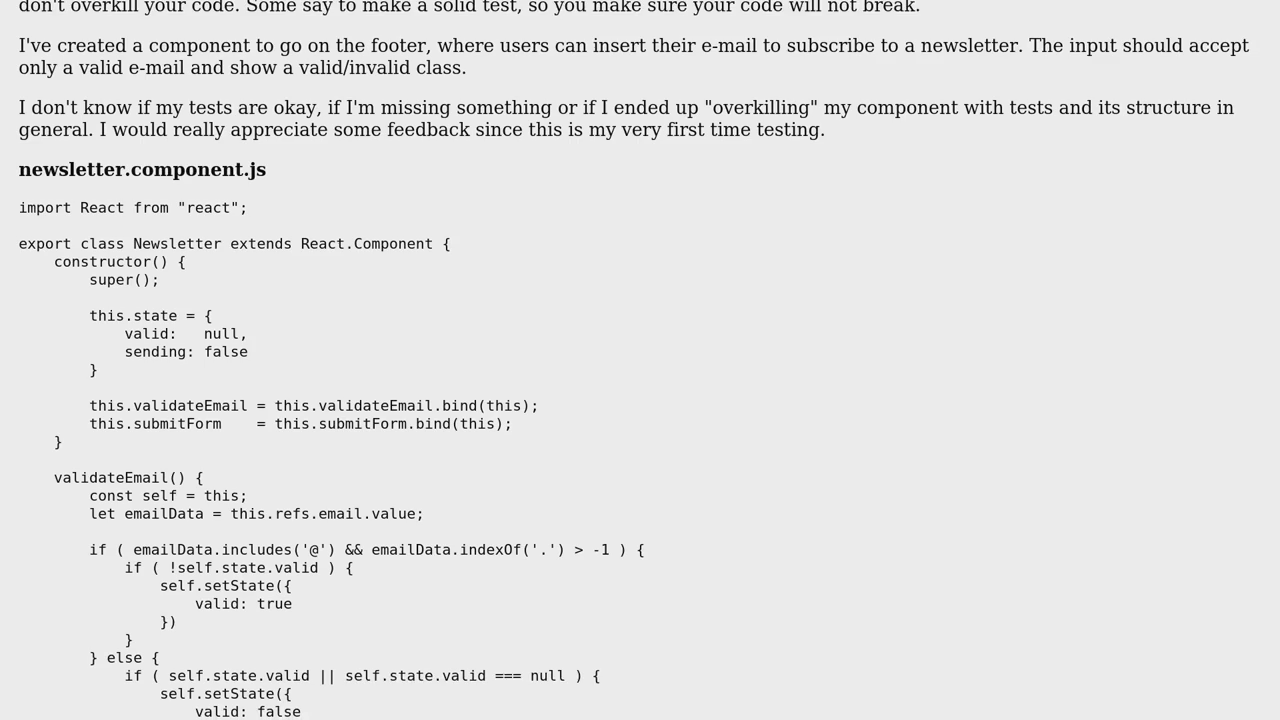 don't overkill your code. Some say to make a solid test, so you make sure your code will not break.
I've created a component to go on the footer, where users can insert their e-mail to subscribe to a newsletter. The input should accept
only a valid e-mail and show a valid/invalid class.
I don't know if my tests are okay, if I'm missing something or if I ended up "overkilling" my component with tests and its structure in
general. I would really appreciate some feedback since this is my very first time testing.
newsletter.component.js
import React from "react";
export class Newsletter extends React.Component {
    constructor() {
        super();
        this.state = {
            valid:   null,
            sending: false
        }
        this.validateEmail = this.validateEmail.bind(this);
        this.submitForm    = this.submitForm.bind(this);
    }
    validateEmail() {
        const self = this;
        let emailData = this.refs.email.value;
        if ( emailData.includes('@') && emailData.indexOf('.') > -1 ) {
            if ( !self.state.valid ) {
                self.setState({
                    valid: true
                })
            }
        } else {
            if ( self.state.valid || self.state.valid === null ) {
                self.setState({
                    valid: false